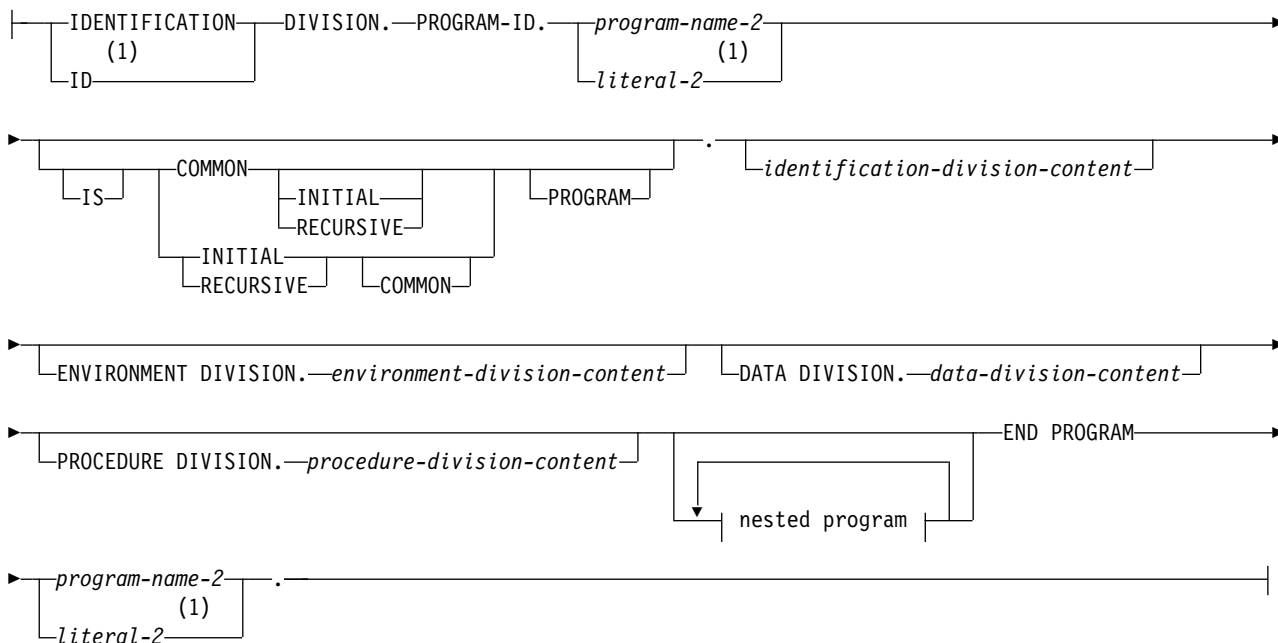 IDENTIFICATION DIVISION. PROGRAM-ID. program-name-2
(1) (1)
ID literal-2
COMMON . identification-division-content
IS INITIAL PROGRAM
RECURSIVE
INITIAL
RECURSIVE COMMON
ENVIRONMENT DIVISION. environment-division-content DATA DIVISION. data-division-content
END PROGRAM
PROCEDURE DIVISION. procedure-division-content
nested program
program-name-2 .
(1)
literal-2